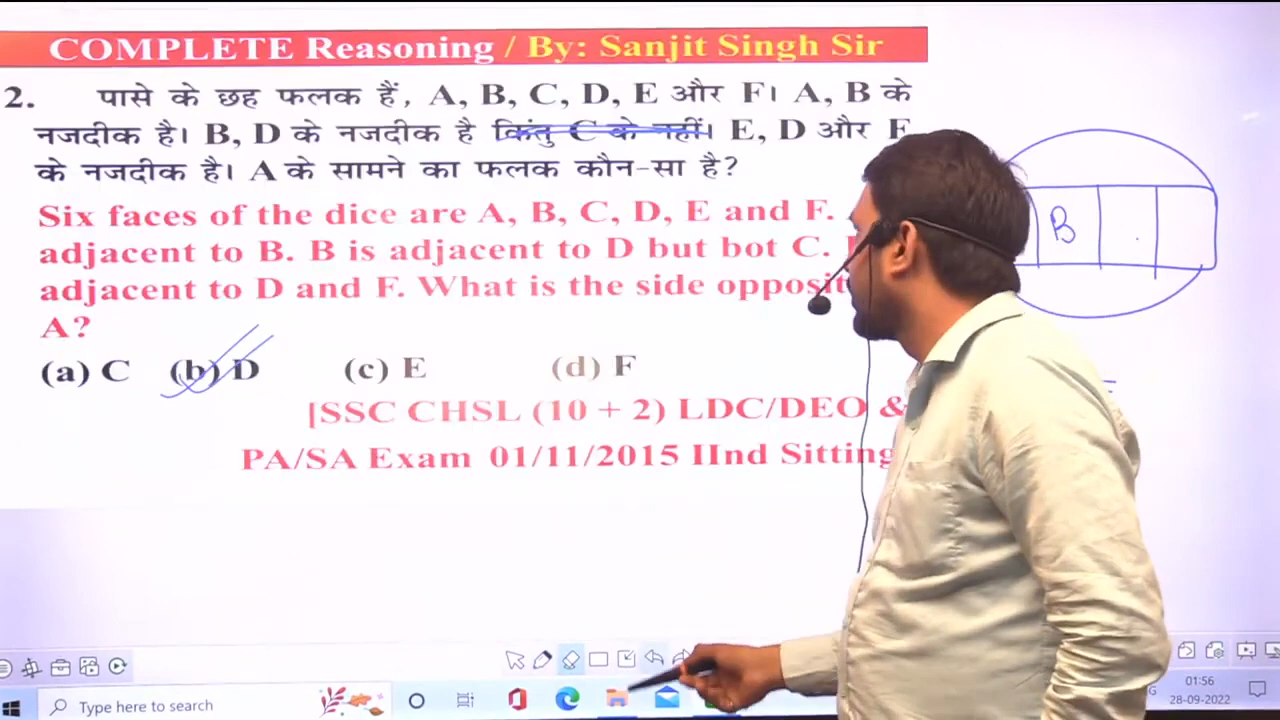 COMPLETE Reasoning / By: Sanjit Singh Sir
2. पासे के छह फलक हैं, A, B, C, D, E और F। A, B के
नजदीक है। B, D के नजदीक है किंतु C के नहीं। E, D और F
के नजदीक है। A के सामने का फलक कौन-सा है?
B
Six faces of the dice are A, B, C, D, E and F.
adjacent to B. B is adjacent to D but bot C.
adjacent to D and F. What is the side opposit
A?
(a) C (b) D (c) E (d) F
[SSC CHSL (10 + 2) LDC/DEO &
PA/SA Exam 01/11/2015 IInd Sitting
Type here to search
G
01:56
28-09-2022